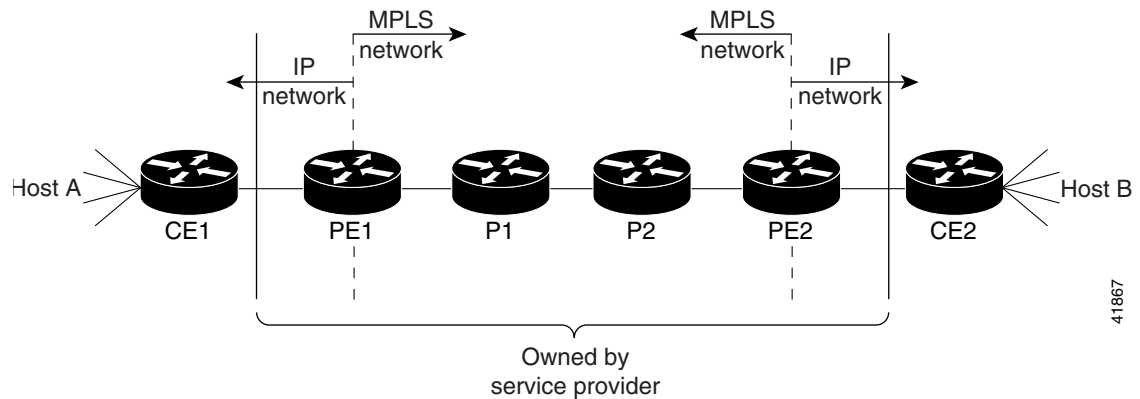 MPLS
network
MPLS
network
IP
network
IP
network
Host A
Host B
CE1
PE1
P1
P2
PE2
CE2
41867
Owned by
service provider